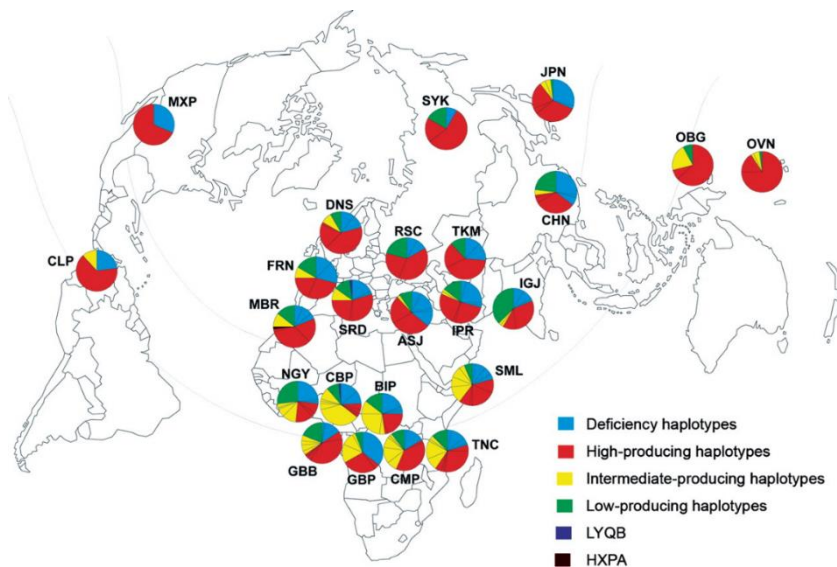 JPN
MXP
SYK
OBG
OVN
DNS
CHN
RSC
TKM
CLP
FRN
IGJ
MBR
SRD
ASJ
IPR
NGY
CBP
BIP
SML
GBB
GBP
CMP
TNC
Deficiency haplotypes
High-producing haplotypes
Intermediate-producing haplotypes
Low-producing haplotypes
LYQB
HXPA